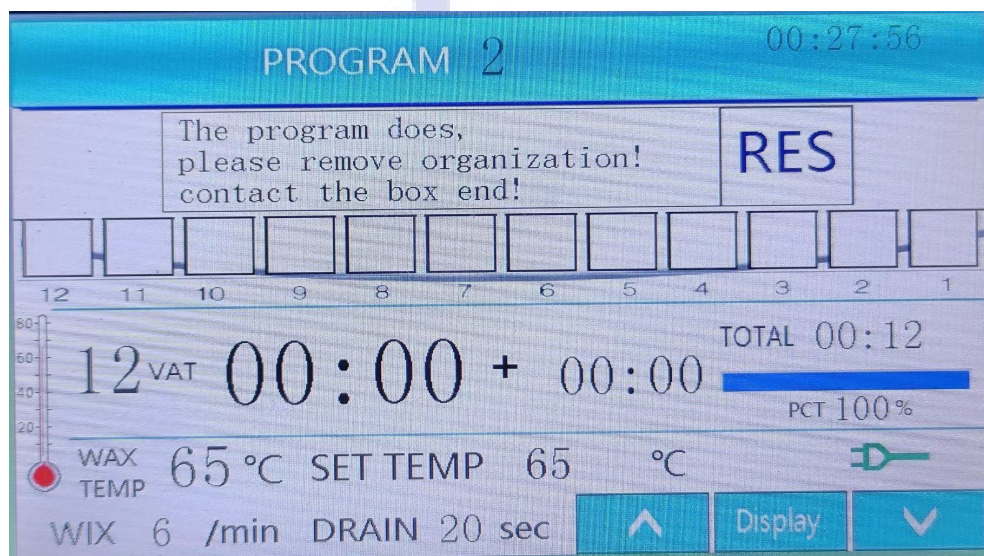 PROGRAM 2 00:27:56
The program does,
please remove organization!
contact the box end!
RES
12 11 10 9 8 7 6 5 4 3 2 1
80
60
40
20
12 VAT 00:00 + 00:00
TOTAL 00:12
PCT 100%
WAX TEMP 65 °C SET TEMP 65 °C
WIX 6 /min DRAIN 20 sec
Display